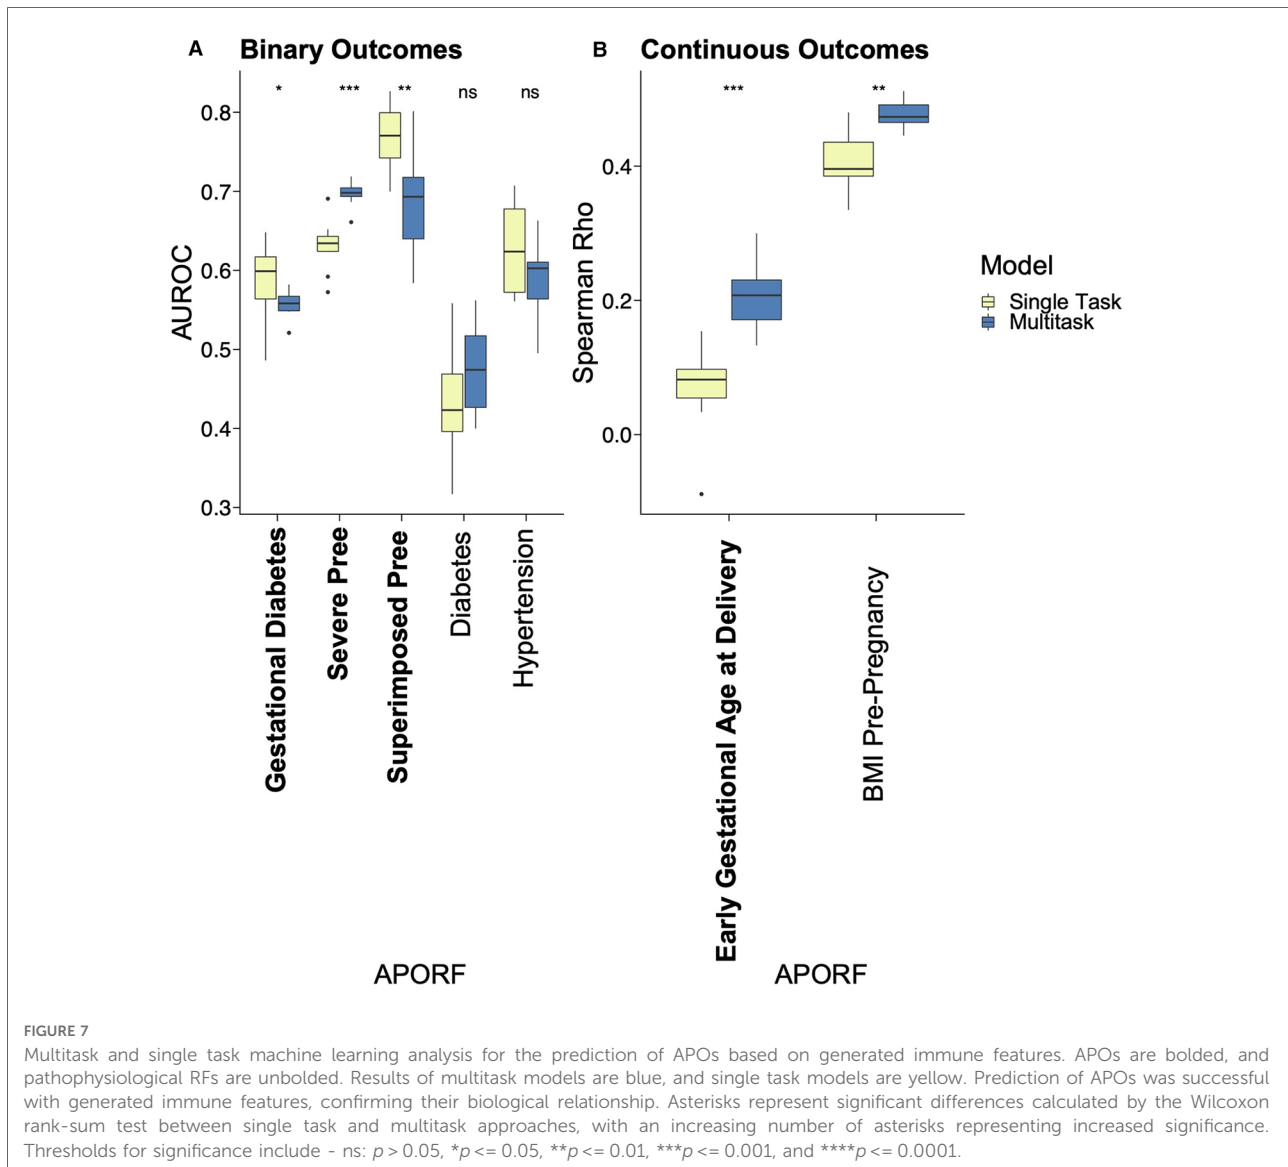 A Binary Outcomes
B Continuous Outcomes
* *** ** ns ns
*** **
0.8
0.7
0.6
0.5
0.4
0.3
AUROC
0.4
0.2
0.0
Spearman Rho
Model
Single Task
Multitask
Gestational Diabetes
Severe Pree
Superimposed Pree
Diabetes
Hypertension
Early Gestational Age at Delivery
BMI Pre-Pregnancy
APORF
APORF
FIGURE 7
Multitask and single task machine learning analysis for the prediction of APOs based on generated immune features. APOs are bolded, and
pathophysiological RFs are unbolded. Results of multitask models are blue, and single task models are yellow. Prediction of APOs was successful
with generated immune features, confirming their biological relationship. Asterisks represent significant differences calculated by the Wilcoxon
rank-sum test between single task and multitask approaches, with an increasing number of asterisks representing increased significance.
Thresholds for significance include - ns: p > 0.05, *p <= 0.05, **p <= 0.01, ***p <= 0.001, and ****p <= 0.0001.